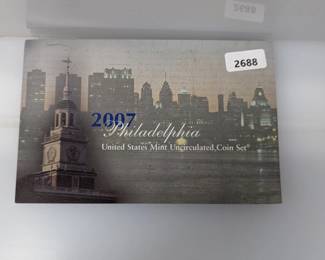 2688
2007
Philadelphia
United States Mint Uncirculated Coin Set